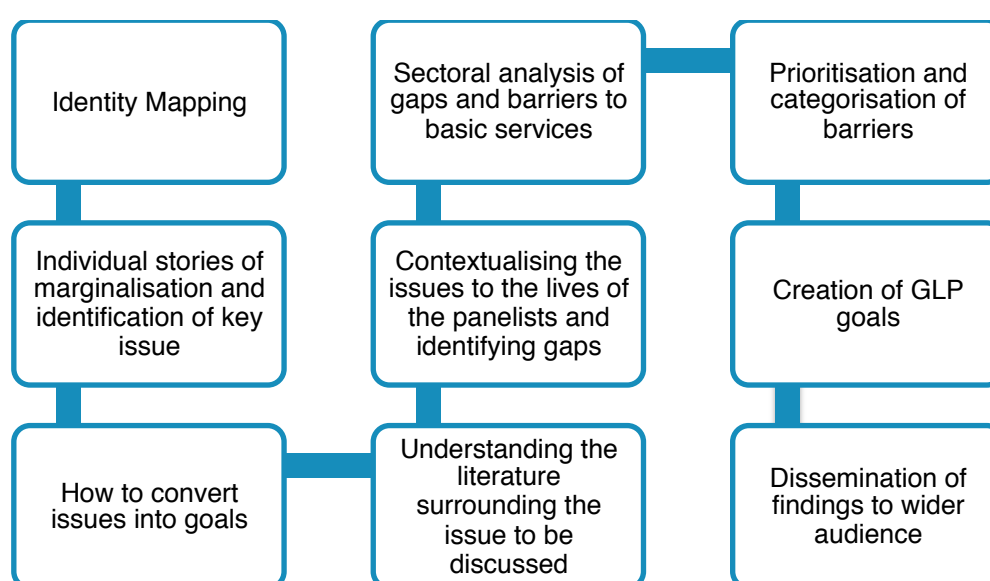 Identity Mapping
Individual stories of
marginalisation and
identification of key
issue
How to convert
issues into goals
Understanding the
literature
surrounding the
issue to be
discussed
Contextualising the
issues to the lives of
the panelists and
identifying gaps
Sectoral analysis of
gaps and barriers to
basic services
Prioritisation and
categorisation of
barriers
Creation of GLP
goals
Dissemination of
findings to wider
audience